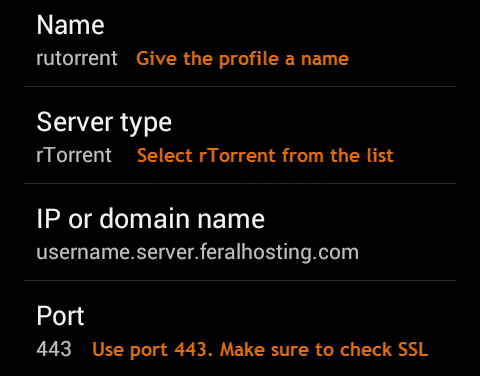 Name
rutorrent Give the profile a name
Server type
rTorrent Select rTorrent from the list
IP or domain name
username.server.feralhosting.com
Port
443 Use port 443. Make sure to check SSL